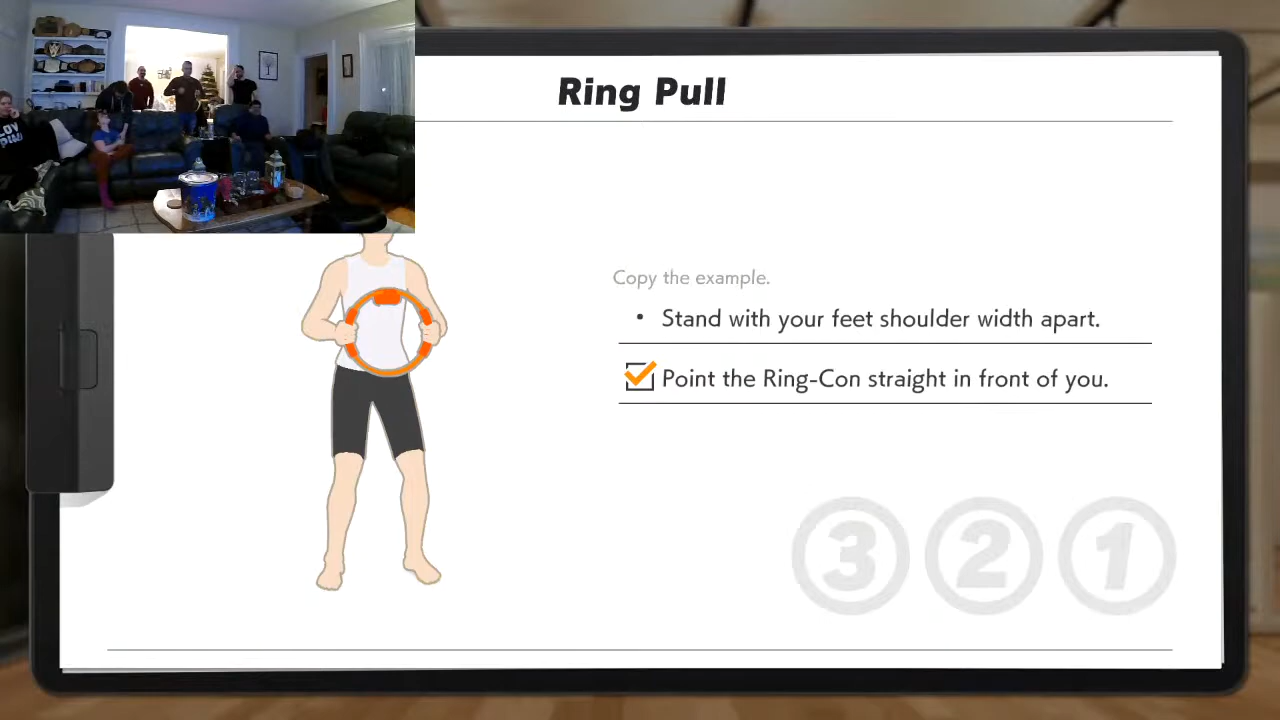 Ring Pull
Copy the example.
• Stand with your feet shoulder width apart.
Point the Ring-Con straight in front of you.
3 2 1